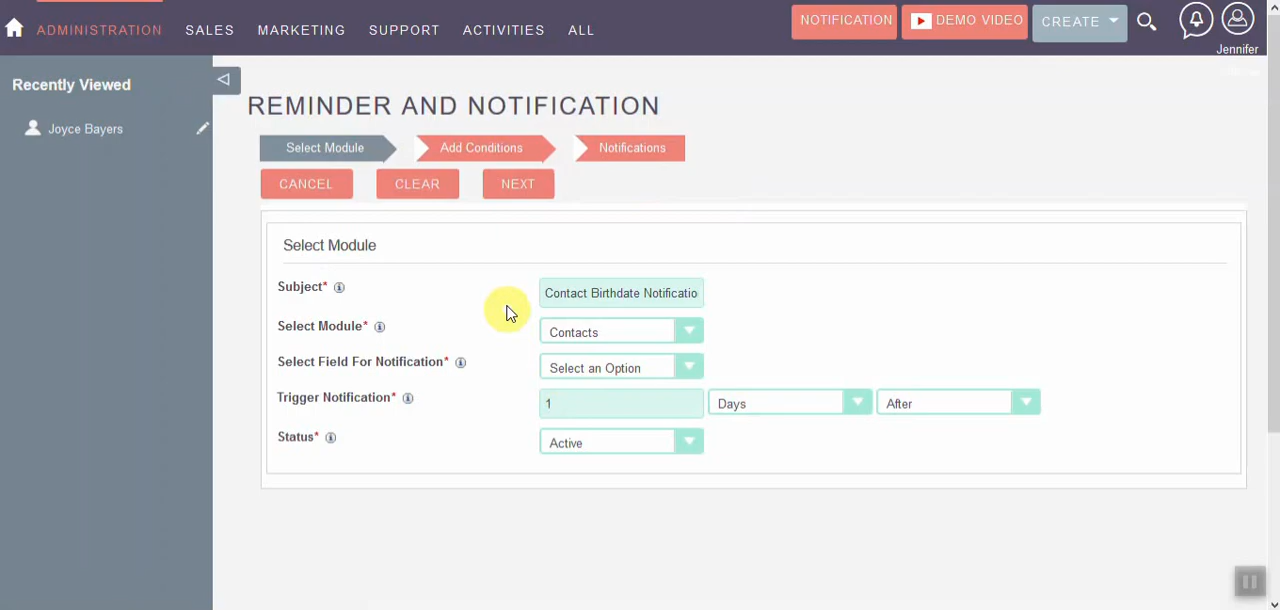 ADMINISTRATION SALES MARKETING SUPPORT ACTIVITIES ALL NOTIFICATION DEMO VIDEO CREATE
Jennifer
Recently Viewed
Joyce Bayers
REMINDER AND NOTIFICATION
Select Module Add Conditions Notifications
CANCEL CLEAR NEXT
Select Module
Subject* Contact Birthdate Notificatio
Select Module* Contacts
Select Field For Notification* Select an Option
Trigger Notification* 1 Days After
Status* Active